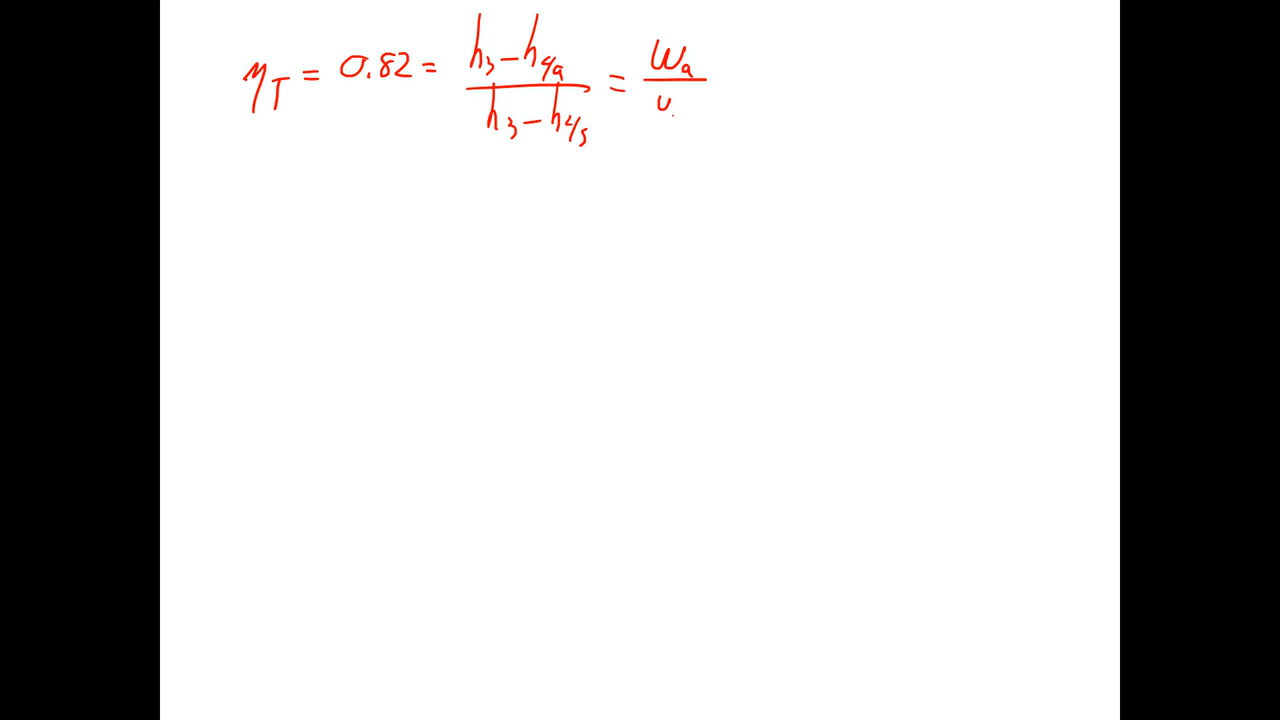 η_T = 0.82 = (h_3 - h_4a) / (h_3 - h_4s) = W_a /